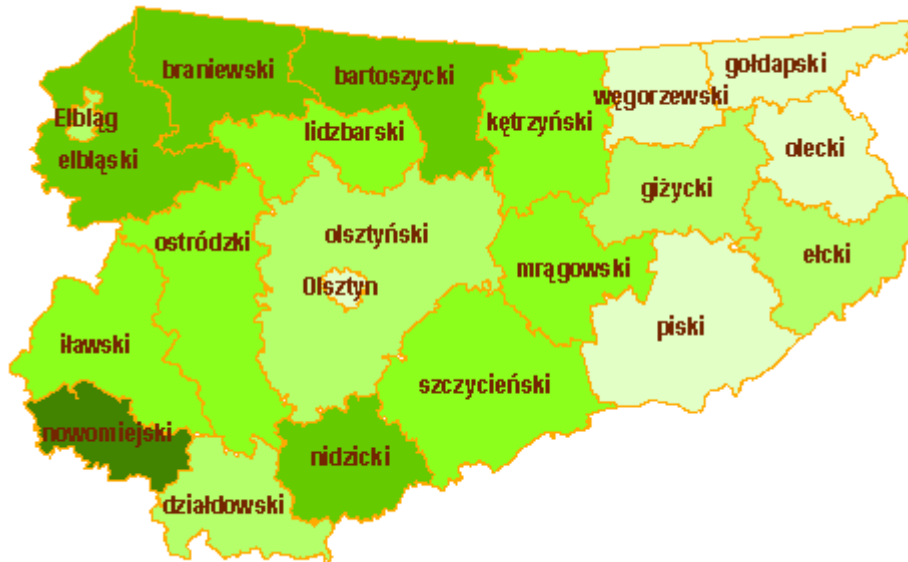 gołdapski
braniewski
bartoszycki
węgorzewski
Elbląg
kętrzyński
lidzbarski
olecki
elbląski
giżycki
olsztyński
ostródzki
ełcki
mrągowski
Olsztyn
piski
iławski
szczycieński
nowomiejski
nidzicki
działdowski